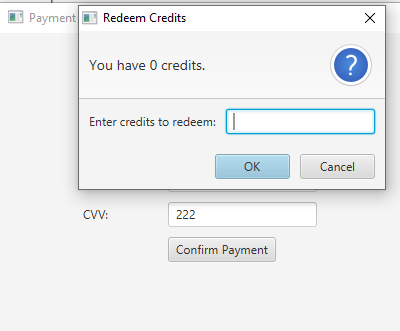 Payment
Redeem Credits
You have 0 credits.
?
Enter credits to redeem:
OK
Cancel
CVV:
222
Confirm Payment